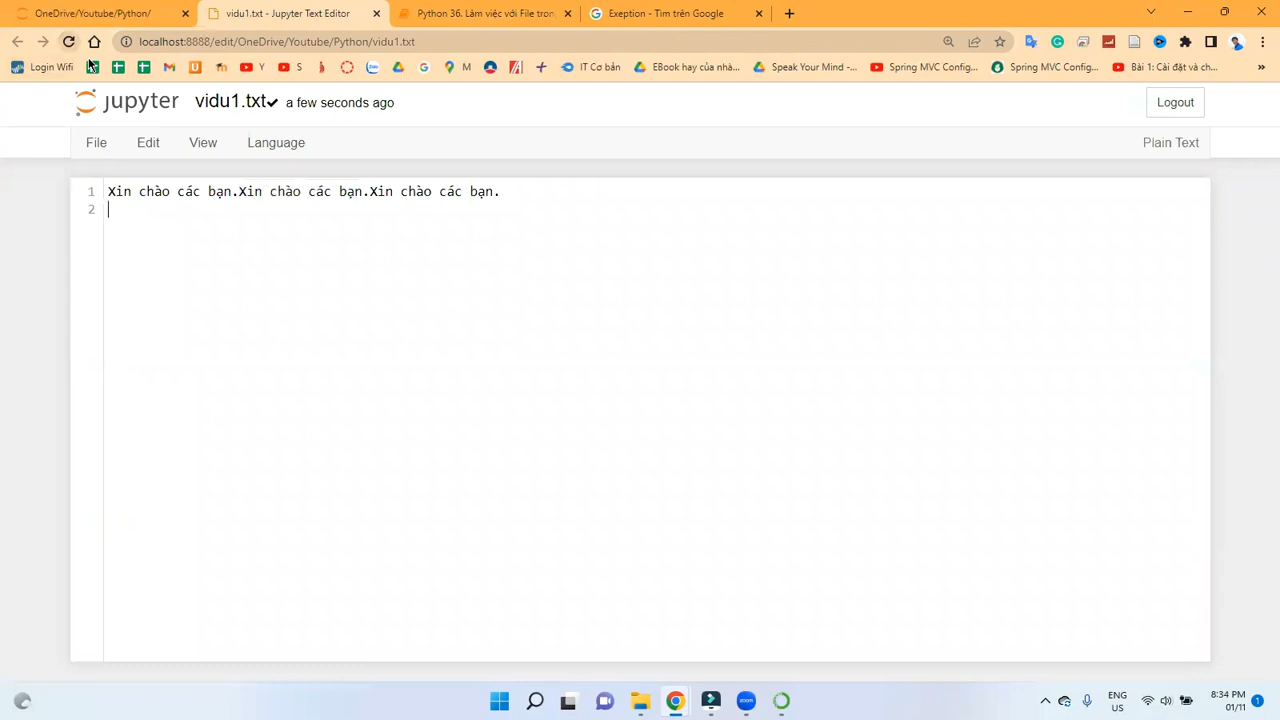 OneDrive/Youtube/Python/
vidu1.txt - Jupyter Text Editor
Python 36. Làm việc với File tron
Exeption - Tìm trên Google
localhost:8888/edit/OneDrive/Youtube/Python/vidu1.txt
Login Wifi
Y
S
M
IT Cơ bản
EBook hay của nhà...
Speak Your Mind -...
Spring MVC Config...
Spring MVC Config...
Bài 1: Cài đặt và ch...
jupyter
vidu1.txt
a few seconds ago
Logout
File
Edit
View
Language
Plain Text
1 Xin chào các bạn.Xin chào các bạn.Xin chào các bạn.
2
zoom
ENG
US
8:34 PM
01/11
1